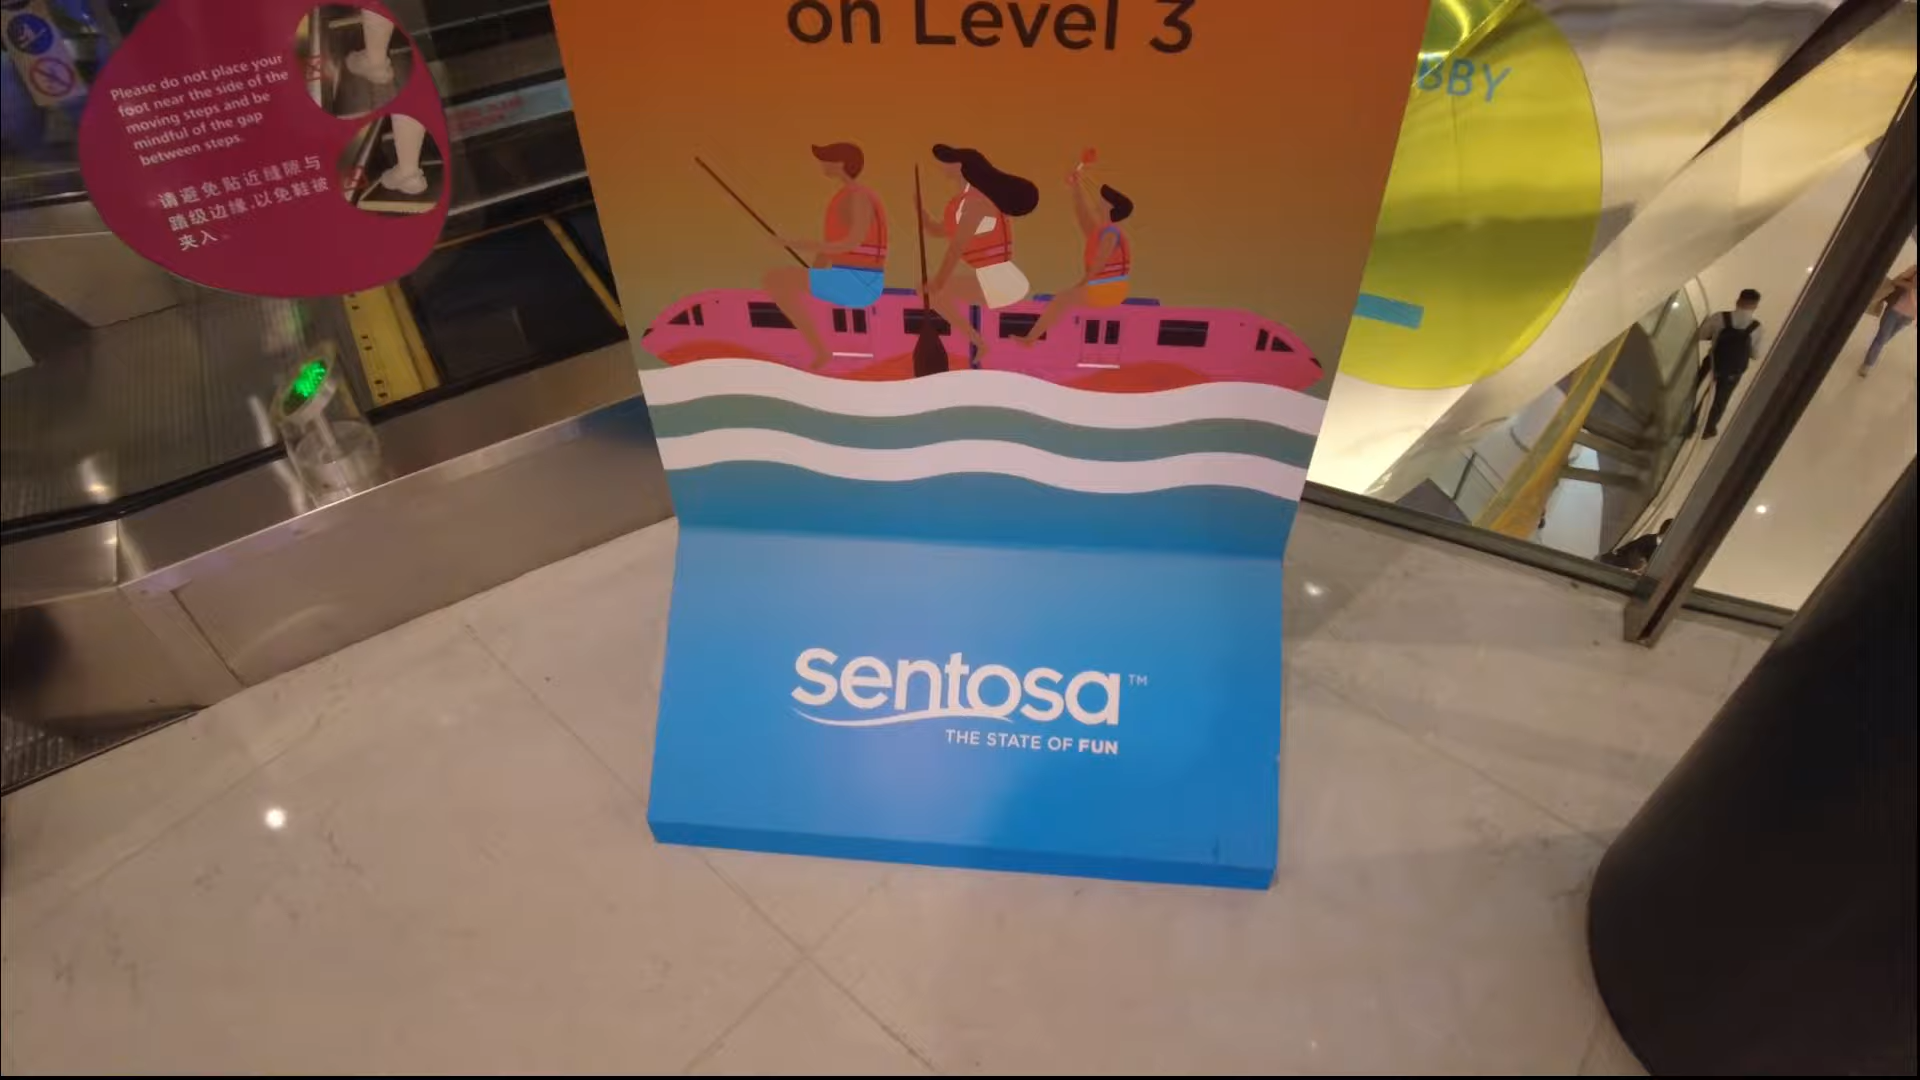 on Level 3
Please do not place your
foot near the side of the
moving steps and be
mindful of the gap
between steps.
请避免贴近缝隙与
踏级边缘,以免鞋被
夹入。
BBY
sentosa™
THE STATE OF FUN